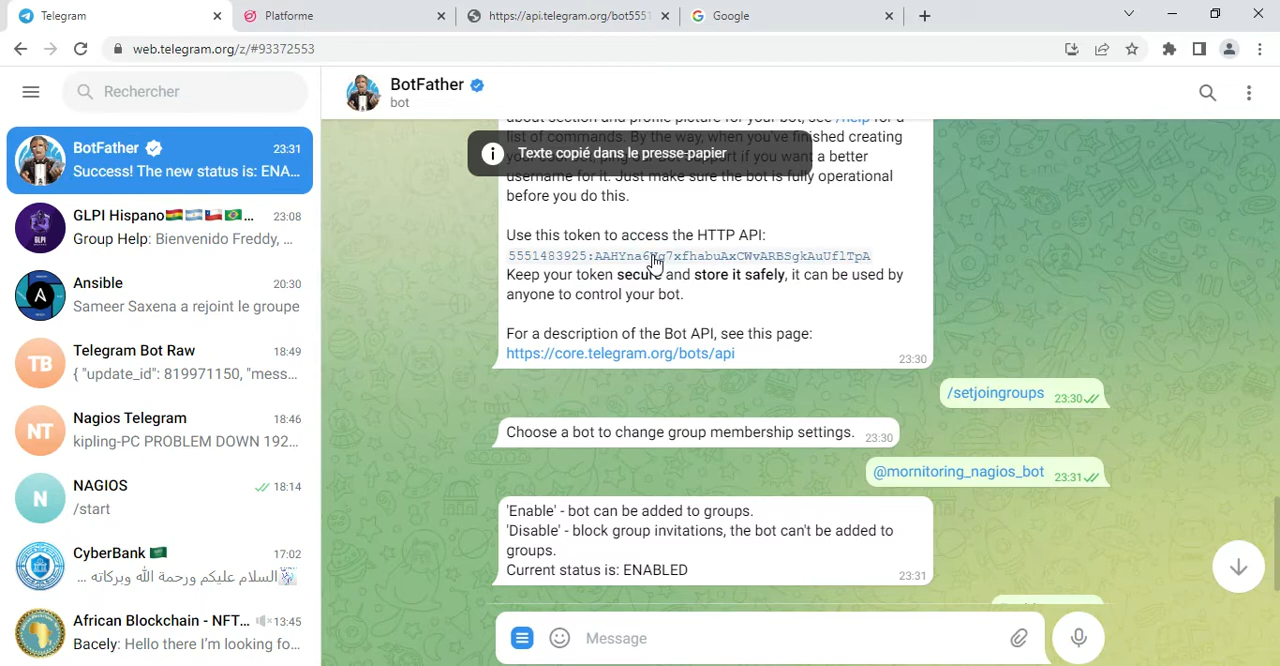 Telegram
Platforme
https://api.telegram.org/bot5551
Google
web.telegram.org/z/#93372553
Rechercher
BotFather
23:31
Success! The new status is: ENA...
GLPI Hispano🇧🇴🇦🇷🇨🇱🇧🇷...
23:08
Group Help: Bienvenido Freddy, ...
Ansible
20:30
Sameer Saxena a rejoint le groupe
TB
Telegram Bot Raw
18:49
{ "update_id": 819971150, "mess...
NT
Nagios Telegram
18:46
kipling-PC PROBLEM DOWN 192...
N
NAGIOS
18:14
/start
CyberBank 🇸🇦
17:02
السلام عليكم ورحمة الله وبركاته ...
African Blockchain - NFT...
13:45
Bacely: Hello there I'm looking fo...
BotFather
bot
about section and profile picture for your bot, see /help for a
list of commands. By the way, when you've finished creating
if you want a better
username for it. Just make sure the bot is fully operational
before you do this.
Texte copié dans le presse-papier
Use this token to access the HTTP API:
Keep your token secure and store it safely, it can be used by
anyone to control your bot.
For a description of the Bot API, see this page:
https://core.telegram.org/bots/api
23:30
/setjoingroups
23:30
Choose a bot to change group membership settings.
23:30
@mornitoring_nagios_bot
23:31
'Enable' - bot can be added to groups.
'Disable' - block group invitations, the bot can't be added to
groups.
Current status is: ENABLED
23:31
Message